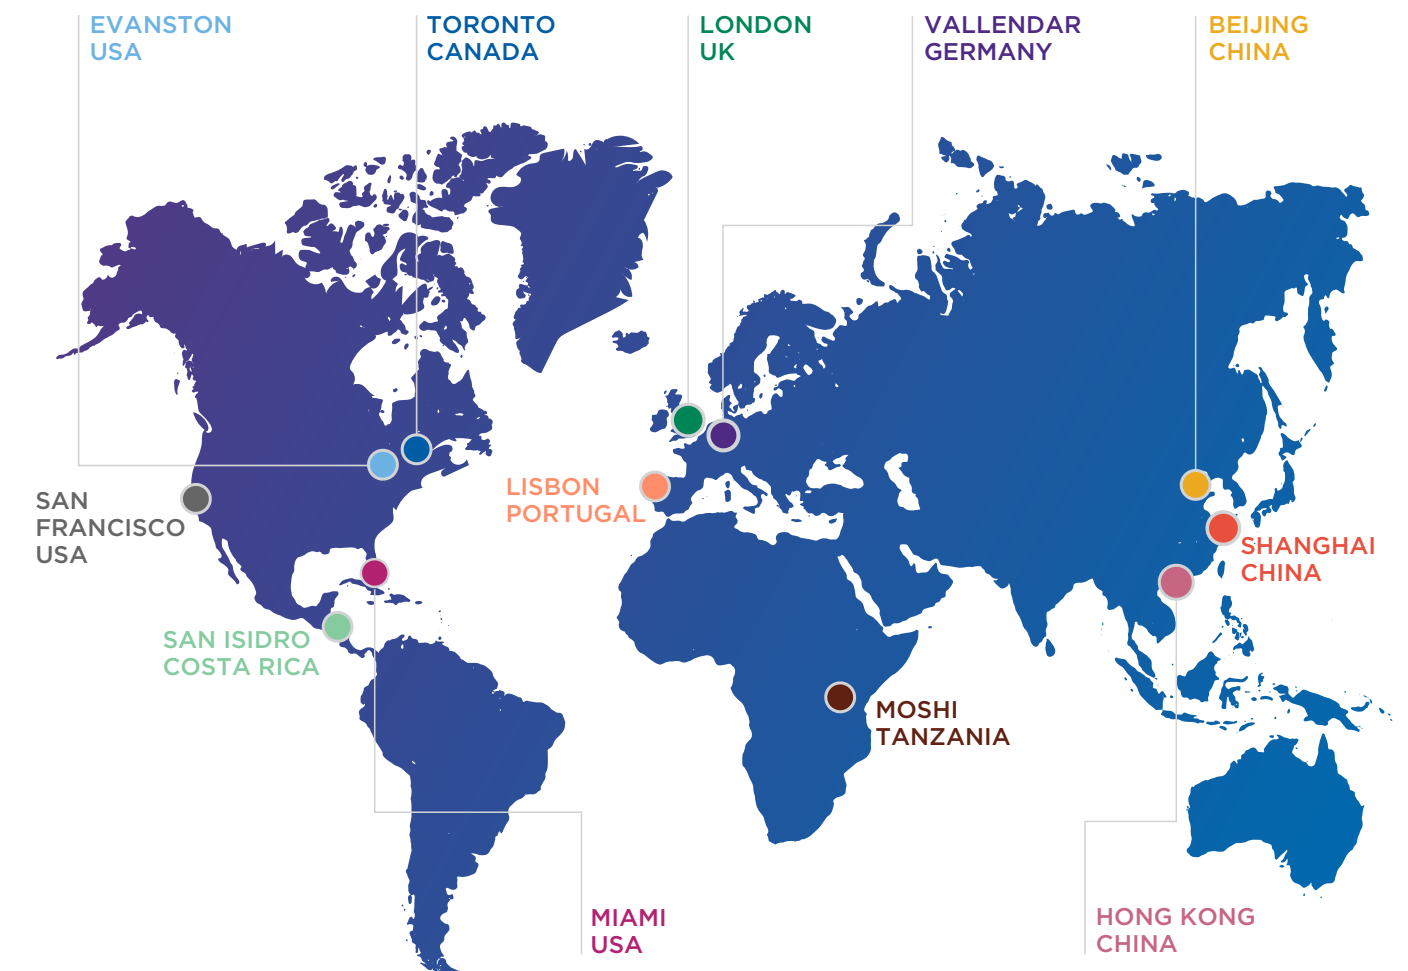 EVANSTON
USA
TORONTO
CANADA
LONDON
UK
VALLENDAR
GERMANY
BEIJING
CHINA
SAN
FRANCISCO
USA
LISBON
PORTUGAL
SHANGHAI
CHINA
SAN ISIDRO
COSTA RICA
MOSHI
TANZANIA
MIAMI
USA
HONG KONG
CHINA